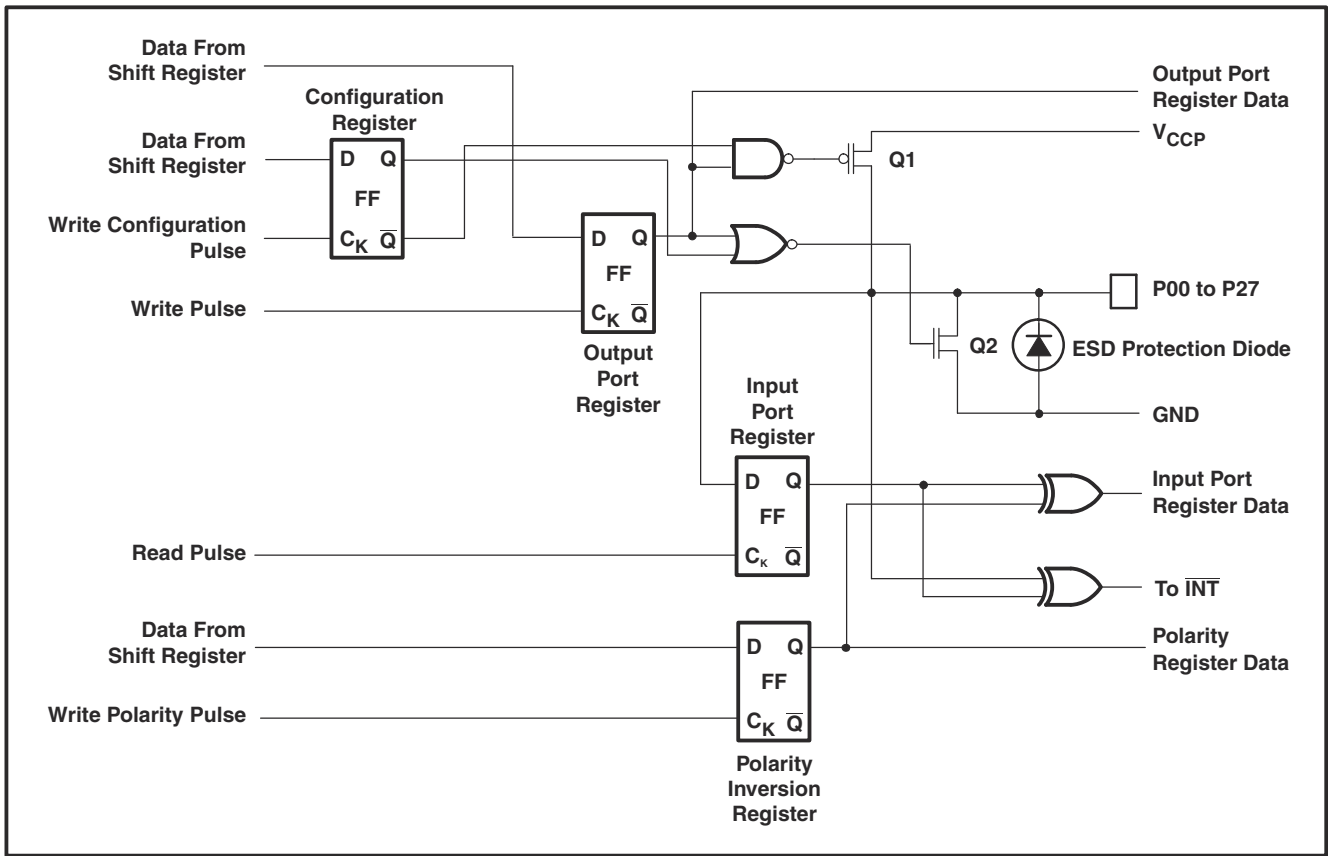 Data From
Shift Register
Configuration
Register
Data From
Shift Register
D Q
FF
C_K Q̅
Write Configuration
Pulse
Write Pulse
D Q
FF
C_K Q̅
Output
Port
Register
Output Port
Register Data
V_CCP
Q1
P00 to P27
Q2
ESD Protection Diode
GND
Input
Port
Register
D Q
FF
C_K Q̅
Read Pulse
Input Port
Register Data
To I̅N̅T̅
Data From
Shift Register
D Q
FF
C_K Q̅
Write Polarity Pulse
Polarity
Register Data
Polarity
Inversion
Register